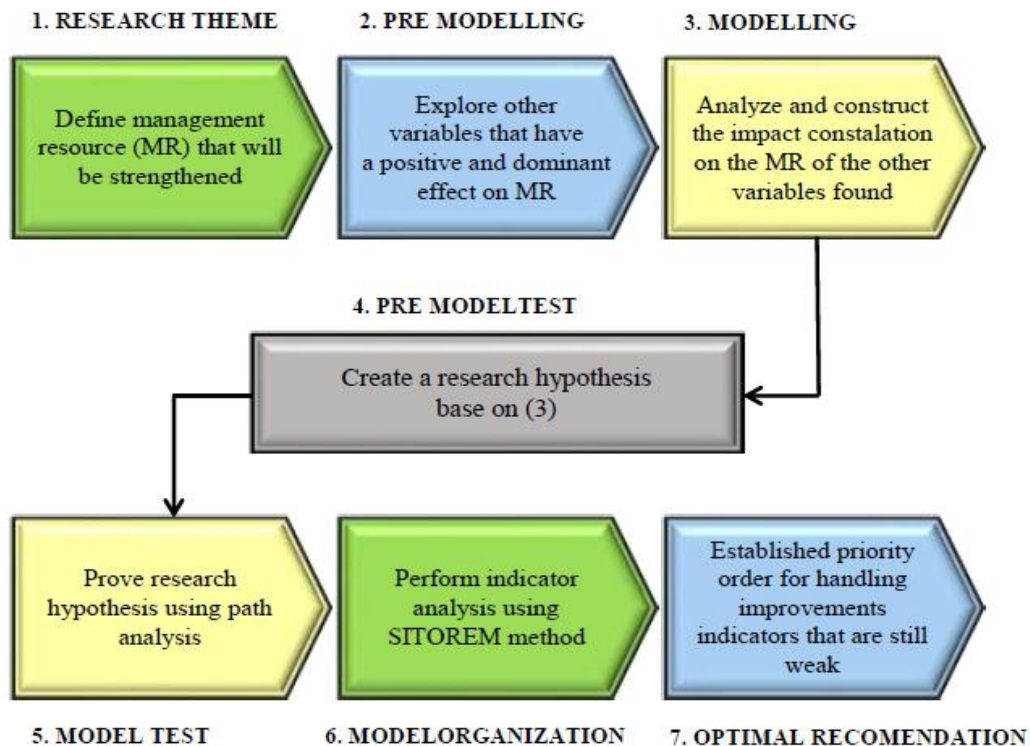 1. RESEARCH THEME
Define management
resource (MR) that will
be strengthened
2. PRE MODELLING
Explore other
variables that have
a positive and dominant
effect on MR
3. MODELLING
Analyze and construct
the impact constalation
on the MR of the other
variables found
4. PRE MODELTEST
Create a research hypothesis
base on (3)
Prove research
hypothesis using path
analysis
5. MODEL TEST
Perform indicator
analysis using
SITOREM method
6. MODELORGANIZATION
Established priority
order for handling
improvements
indicators that are still
weak
7. OPTIMAL RECOMENDATION